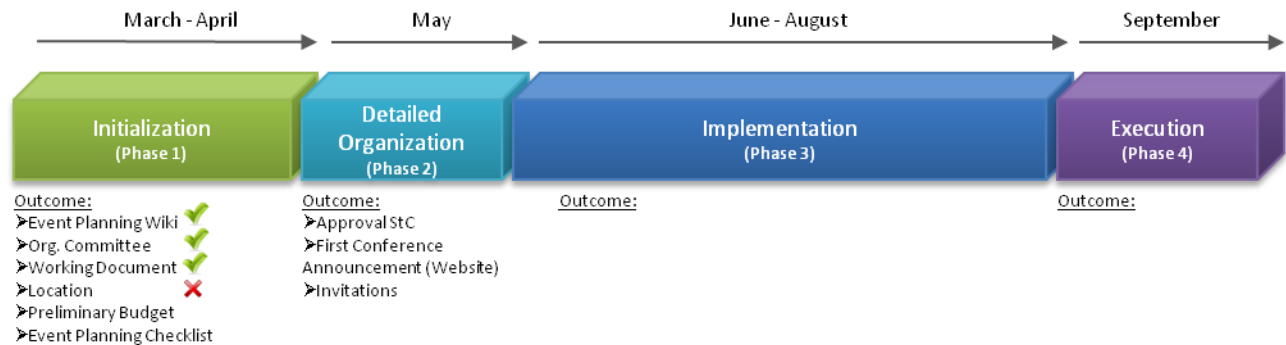 March - April
May
June - August
September
Initialization
(Phase 1)
Detailed
Organization
(Phase 2)
Implementation
(Phase 3)
Execution
(Phase 4)
Outcome:
➤Event Planning Wiki
➤Org. Committee
➤Working Document
➤Location
➤Preliminary Budget
➤Event Planning Checklist
Outcome:
➤Approval StC
➤First Conference
Announcement (Website)
➤Invitations
Outcome:
Outcome: